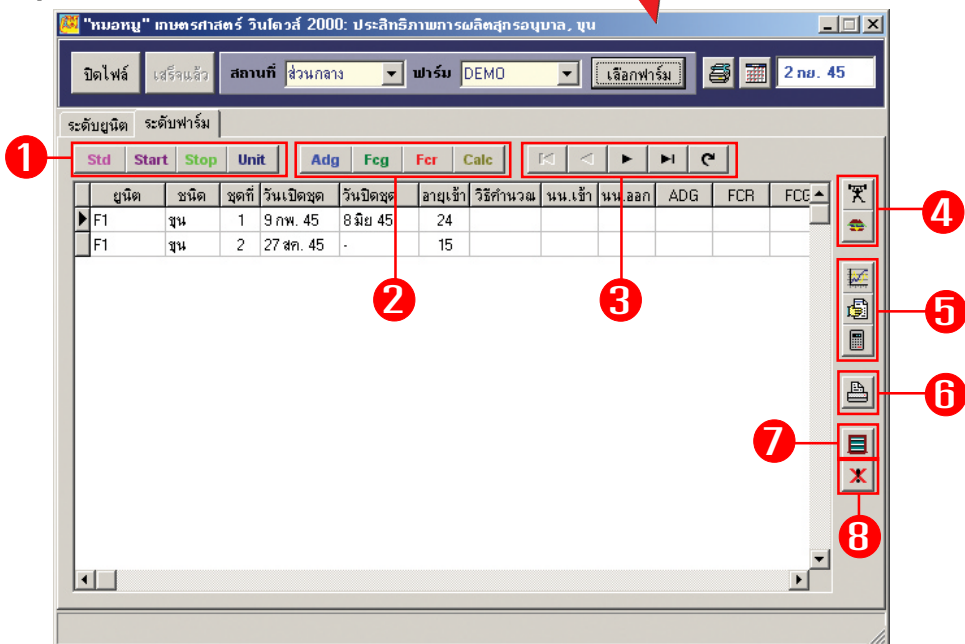 "หมอหมู" เกษตรศาสตร์ วินโดวส์ 2000: ประสิทธิภาพการผลิตสุกรอนุบาล, ขุน
ปิดไฟล์ เสร็จแล้ว สถานที่ ส่วนกลาง ฟาร์ม DEMO เลือกฟาร์ม 2 กย. 45
ระดับยูนิต ระดับฟาร์ม
1 Std Start Stop Unit Adg Fcg Fcr Calc
ยูนิต ชนิด ชุดที่ วันเปิดชุด วันปิดชุด อายุเข้า วิธีคำนวณ นน.เข้า นน.ออก ADG FCR FCG
F1 ขุน 1 9 กพ. 45 8 มิย 45 24
F1 ขุน 2 27 สค. 45 - 15
4
2 3 5
6
7
8